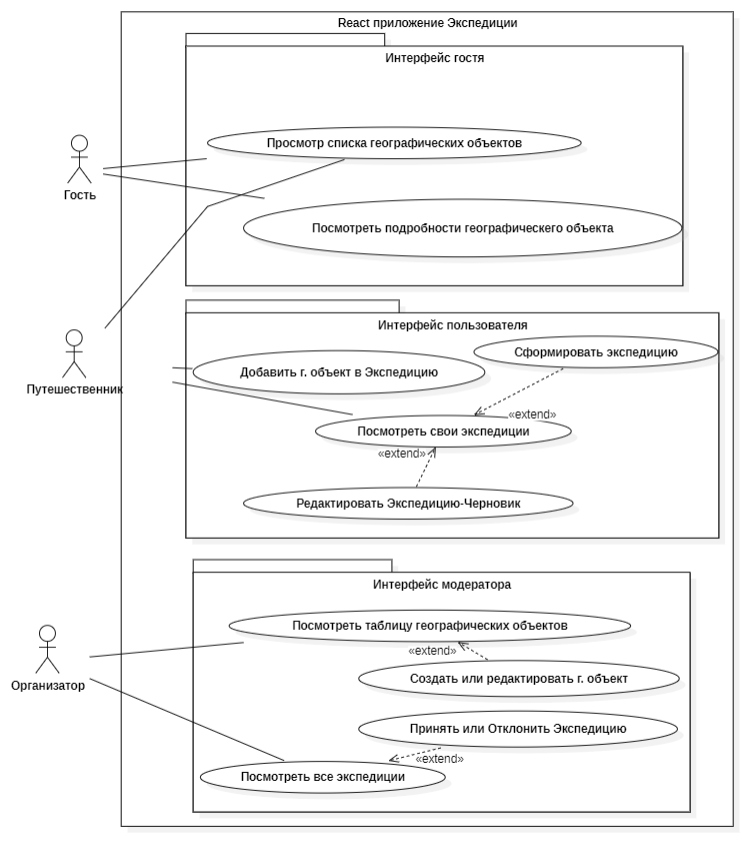 React приложение Экспедиции
Интерфейс гостя
Просмотр списка географических объектов
Гость
Посмотреть подробности географическего объекта
Интерфейс пользователя
Сформировать экспедицию
Добавить г. объект в Экспедицию
Путешественник
«extend»
Посмотреть свои экспедиции
«extend»
Редактировать Экспедицию-Черновик
Интерфейс модератора
Посмотреть таблицу географических объектов
«extend»
Создать или редактировать г. объект
Организатор
Принять или Отклонить Экспедицию
«extend»
Посмотреть все экспедиции